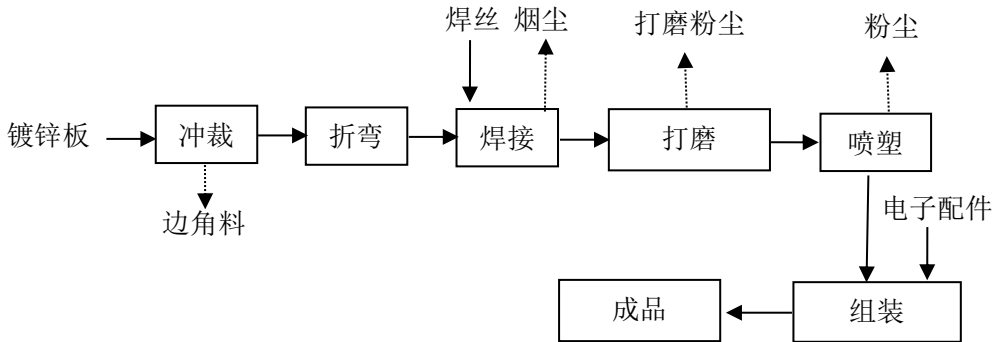 焊丝 烟尘 打磨粉尘 粉尘
镀锌板 冲裁 折弯 焊接 打磨 喷塑
边角料 电子配件
成品 组装